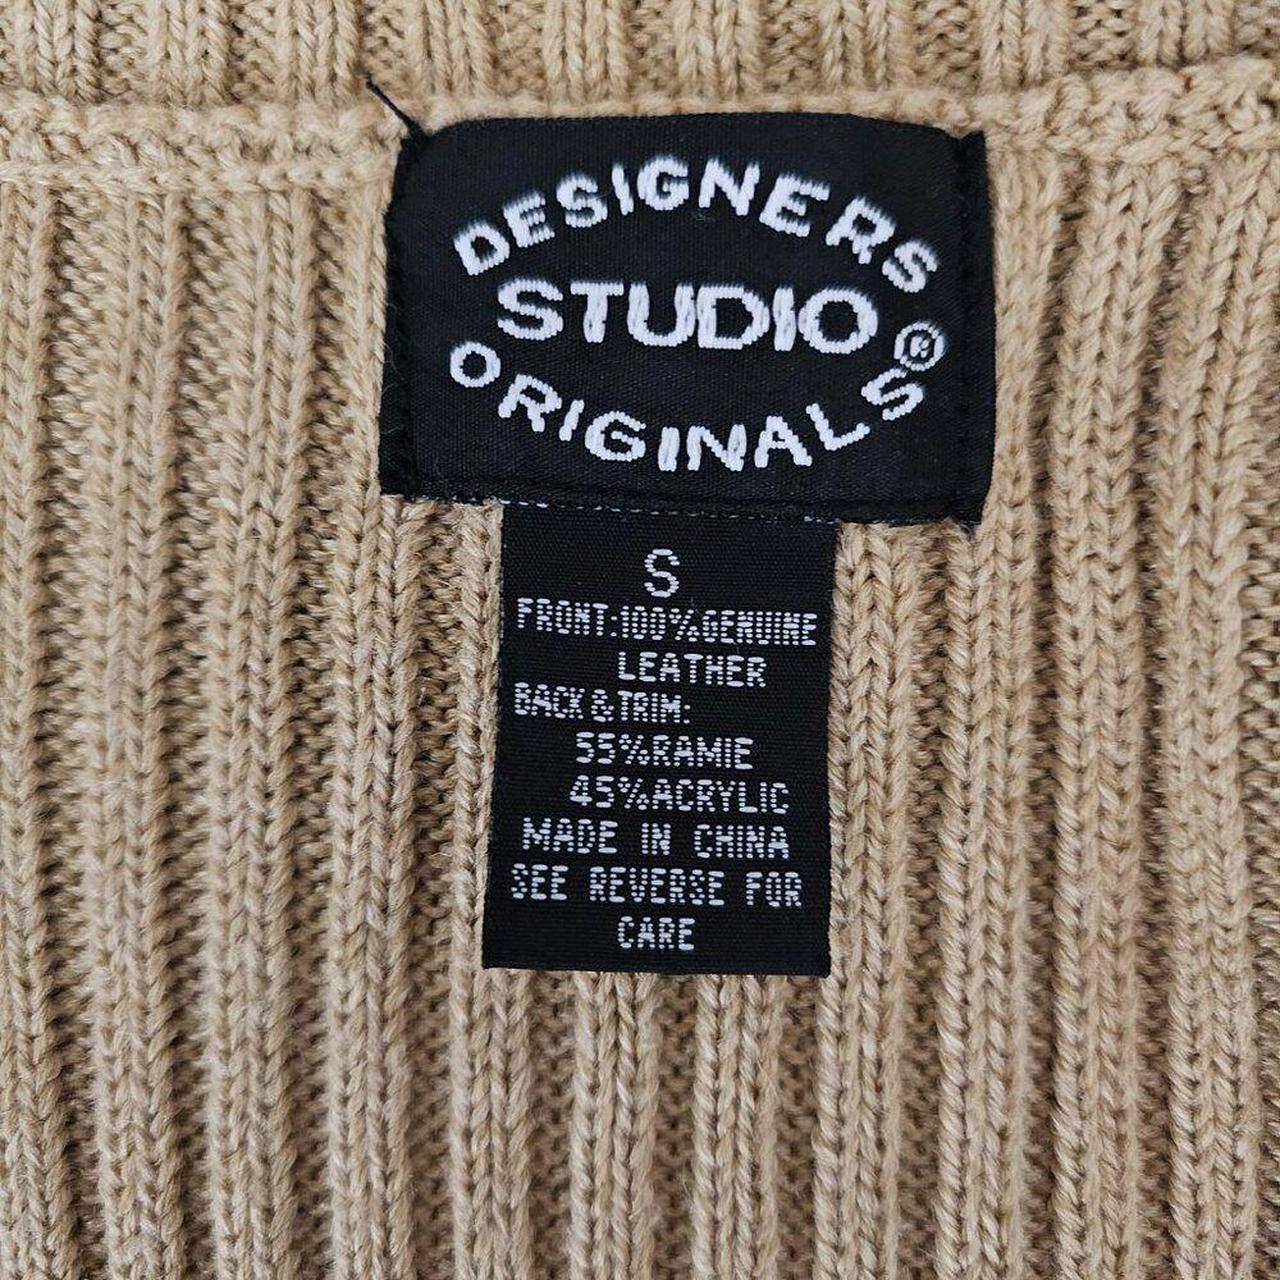 DESIGNERS
STUDIO®
ORIGINALS
S
FRONT:100%GENUINE
LEATHER
BACK&TRIM:
55%RAMIE
45%ACRYLIC
MADE IN CHINA
SEE REVERSE FOR
CARE